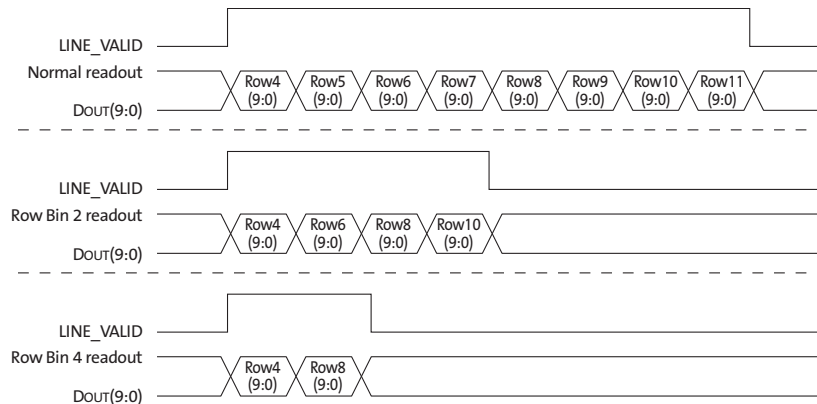 LINE_VALID
Normal readout
Row4 Row5 Row6 Row7 Row8 Row9 Row10 Row11
(9:0) (9:0) (9:0) (9:0) (9:0) (9:0) (9:0) (9:0)
DOUT(9:0)
LINE_VALID
Row Bin 2 readout
Row4 Row6 Row8 Row10
(9:0) (9:0) (9:0) (9:0)
DOUT(9:0)
LINE_VALID
Row Bin 4 readout
Row4 Row8
(9:0) (9:0)
DOUT(9:0)